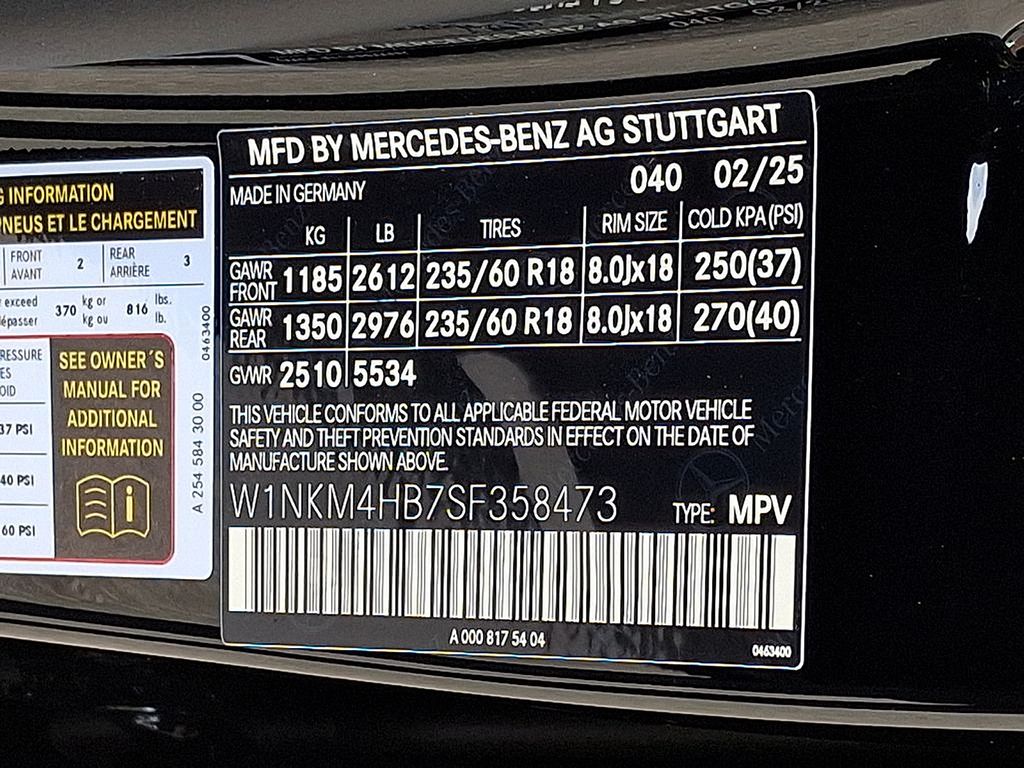 G INFORMATION
PNEUS ET LE CHARGEMENT
FRONT
AVANT
2
REAR
ARRIÈRE
3
exceed
dépasser
370
kg or
kg ou
816
lbs.
lb.
RESSURE
37 PSI
40 PSI
60 PSI
SEE OWNER´S
MANUAL FOR
ADDITIONAL
INFORMATION
0463400
A 254 584 30 00
MFD BY MERCEDES-BENZ AG STUTTGART
MADE IN GERMANY
040 02/25
KG LB TIRES RIM SIZE COLD KPA (PSI)
GAWR FRONT 1185 2612 235/60 R18 8.0Jx18 250(37)
GAWR REAR 1350 2976 235/60 R18 8.0Jx18 270(40)
GVWR 2510 5534
THIS VEHICLE CONFORMS TO ALL APPLICABLE FEDERAL MOTOR VEHICLE
SAFETY AND THEFT PREVENTION STANDARDS IN EFFECT ON THE DATE OF
MANUFACTURE SHOWN ABOVE.
W1NKM4HB7SF358473 TYPE: MPV
A 000 817 54 04
0463400